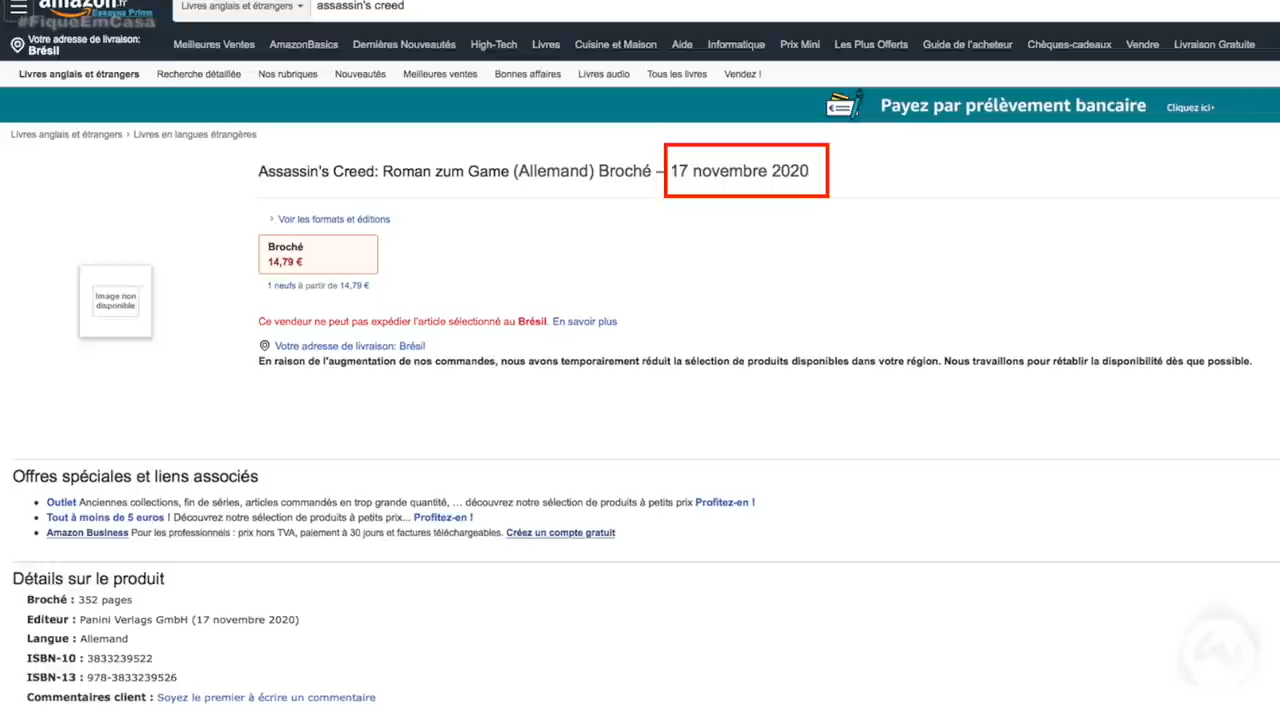 amazon.fr
Essayez Prime
#FiqueEmCasa
Livres anglais et étrangers
assassin's creed
Votre adresse de livraison:
Brésil
Meilleures Ventes AmazonBasics Dernières Nouveautés High-Tech Livres Cuisine et Maison Aide Informatique Prix Mini Les Plus Offerts Guide de l'acheteur Chèques-cadeaux Vendre Livraison Gratuite
Livres anglais et étrangers Recherche détaillée Nos rubriques Nouveautés Meilleures ventes Bonnes affaires Livres audio Tous les livres Vendez !
Payez par prélèvement bancaire Cliquez ici›
Livres anglais et étrangers › Livres en langues étrangères
Assassin's Creed: Roman zum Game (Allemand) Broché – 17 novembre 2020
› Voir les formats et éditions
Broché
14,79 €
1 neufs à partir de 14,79 €
Image non
disponible
Ce vendeur ne peut pas expédier l'article sélectionné au Brésil. En savoir plus
Votre adresse de livraison: Brésil
En raison de l'augmentation de nos commandes, nous avons temporairement réduit la sélection de produits disponibles dans votre région. Nous travaillons pour rétablir la disponibilité dès que possible.
Offres spéciales et liens associés
• Outlet Anciennes collections, fin de séries, articles commandés en trop grande quantité, … découvrez notre sélection de produits à petits prix Profitez-en !
• Tout à moins de 5 euros ! Découvrez notre sélection de produits à petits prix... Profitez-en !
• Amazon Business Pour les professionnels : prix hors TVA, paiement à 30 jours et factures téléchargeables. Créez un compte gratuit
Détails sur le produit
Broché : 352 pages
Editeur : Panini Verlags GmbH (17 novembre 2020)
Langue : Allemand
ISBN-10 : 3833239522
ISBN-13 : 978-3833239526
Commentaires client : Soyez le premier à écrire un commentaire